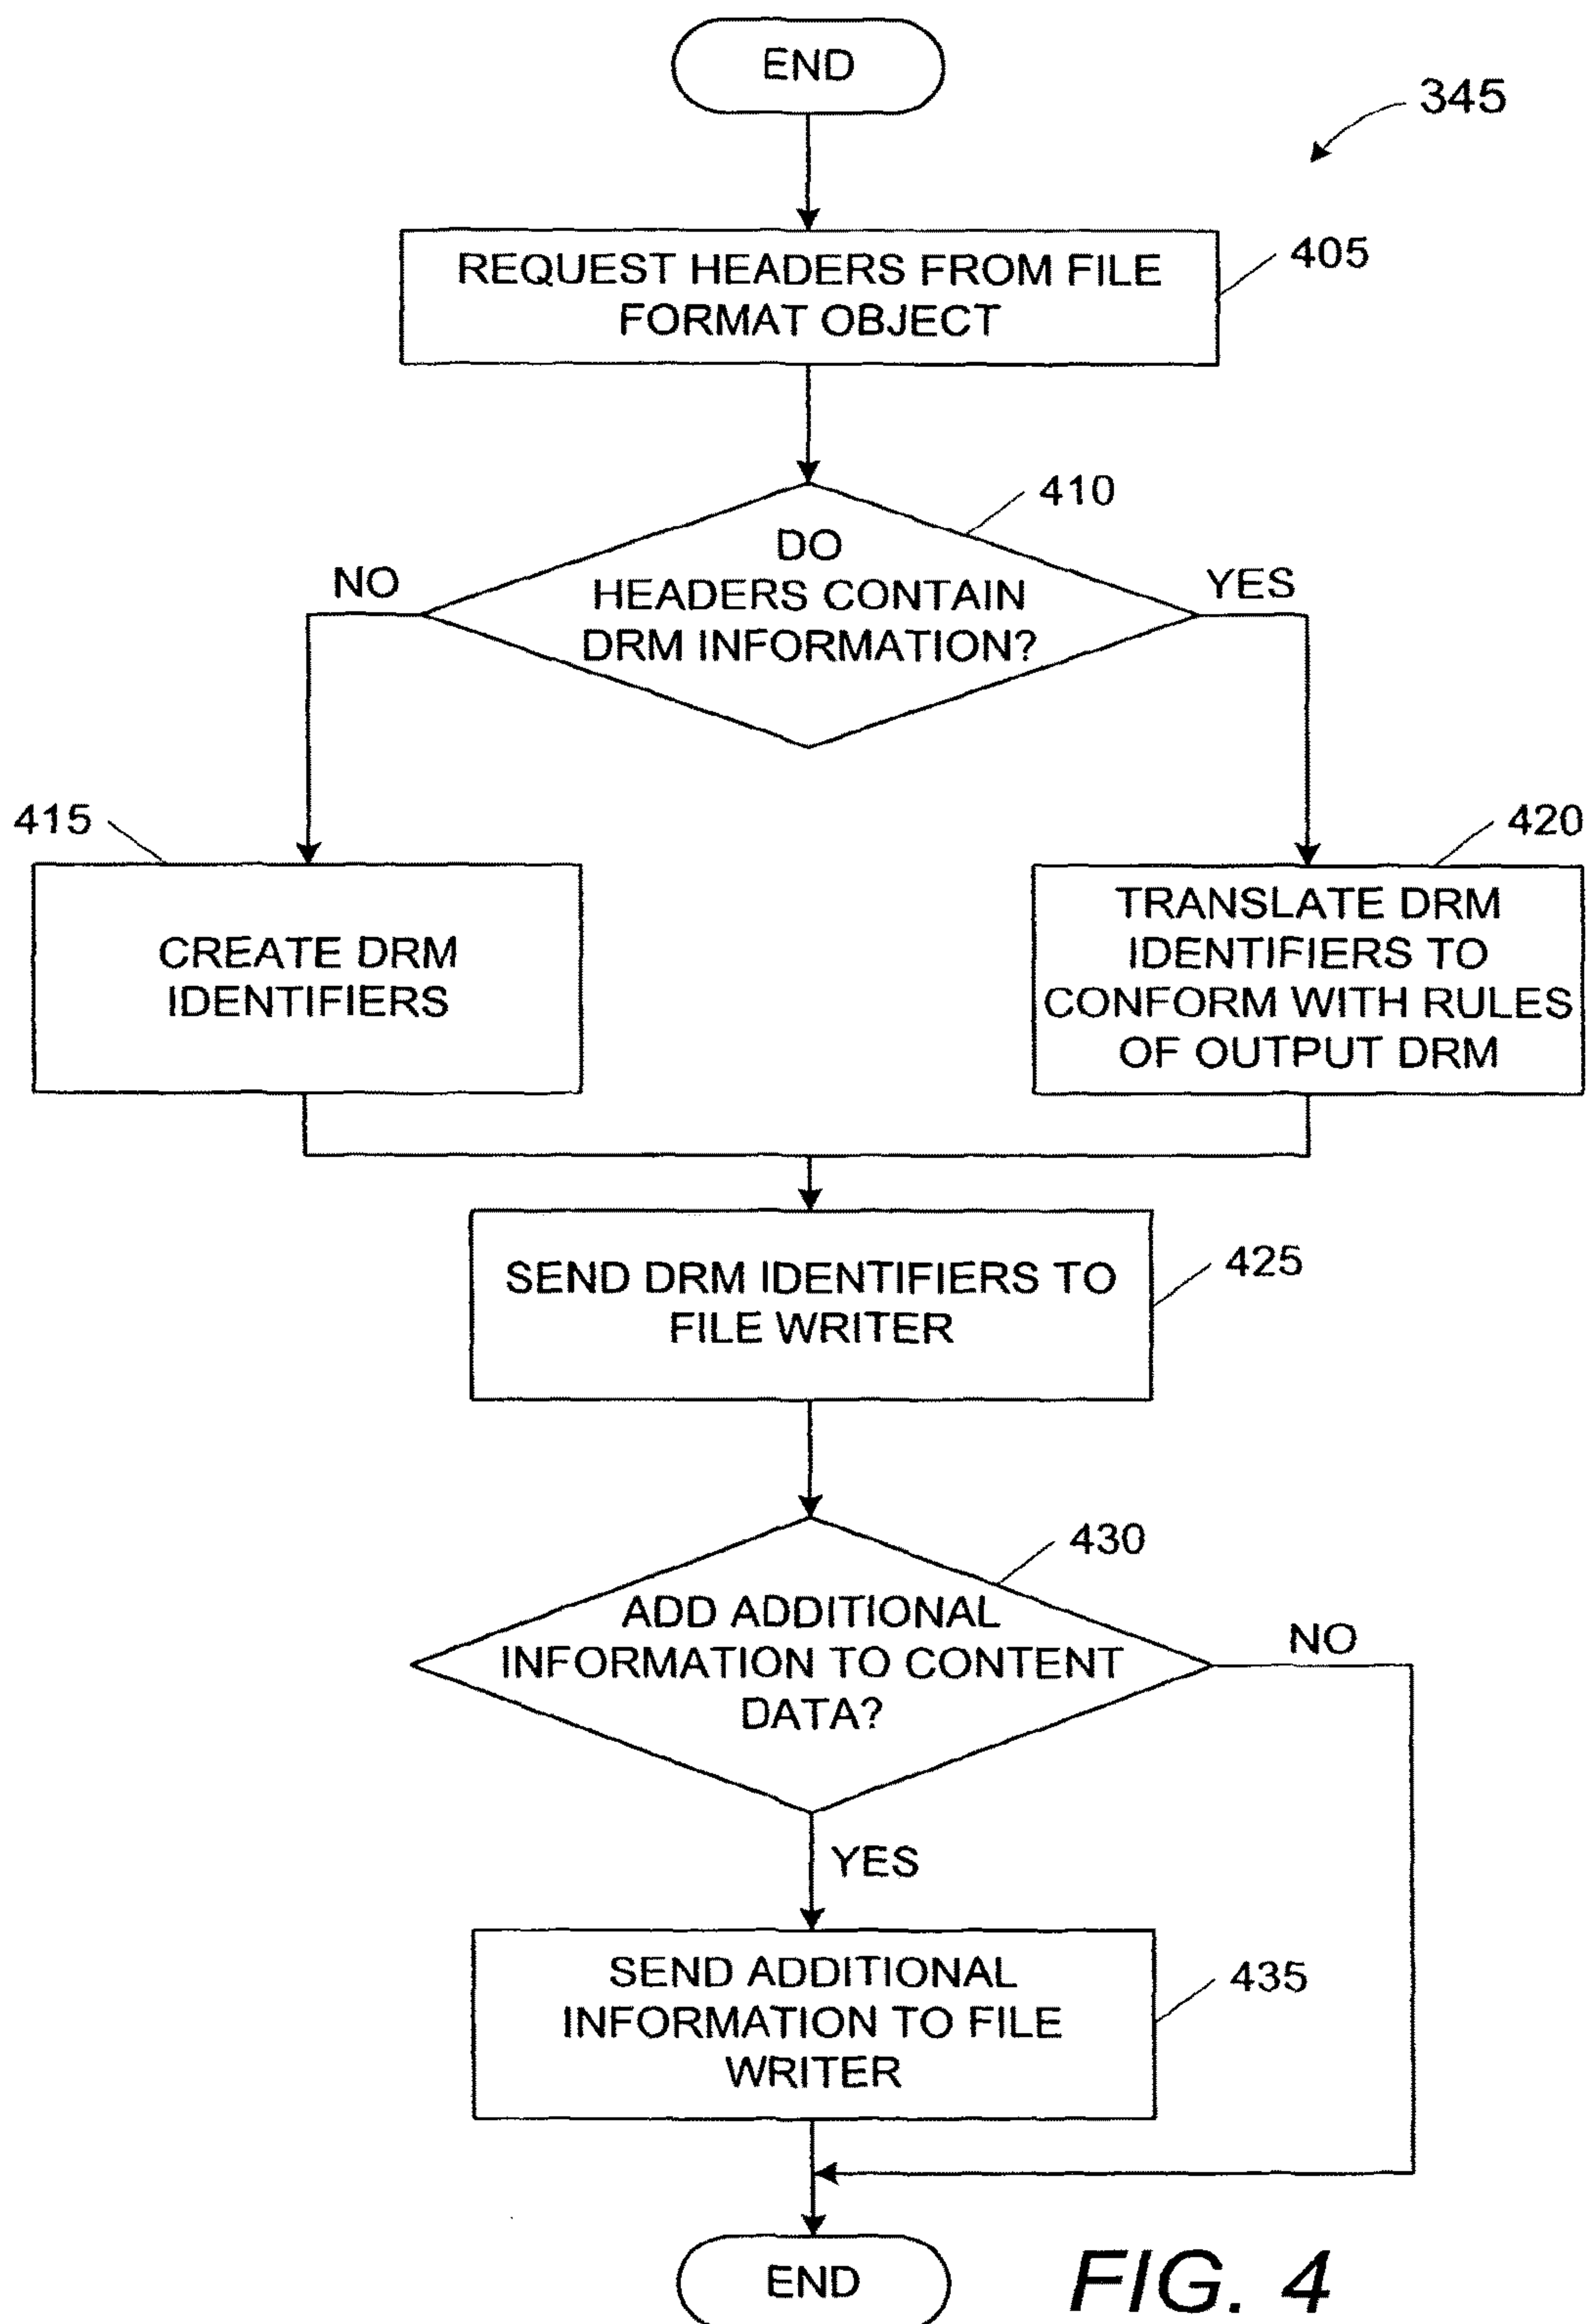 END
345
REQUEST HEADERS FROM FILE
FORMAT OBJECT
405
410
DO
HEADERS CONTAIN
DRM INFORMATION?
NO
YES
415
420
CREATE DRM
IDENTIFIERS
TRANSLATE DRM
IDENTIFIERS TO
CONFORM WITH RULES
OF OUTPUT DRM
SEND DRM IDENTIFIERS TO
FILE WRITER
425
430
ADD ADDITIONAL
INFORMATION TO CONTENT
DATA?
NO
YES
SEND ADDITIONAL
INFORMATION TO FILE
WRITER
435
END
FIG. 4